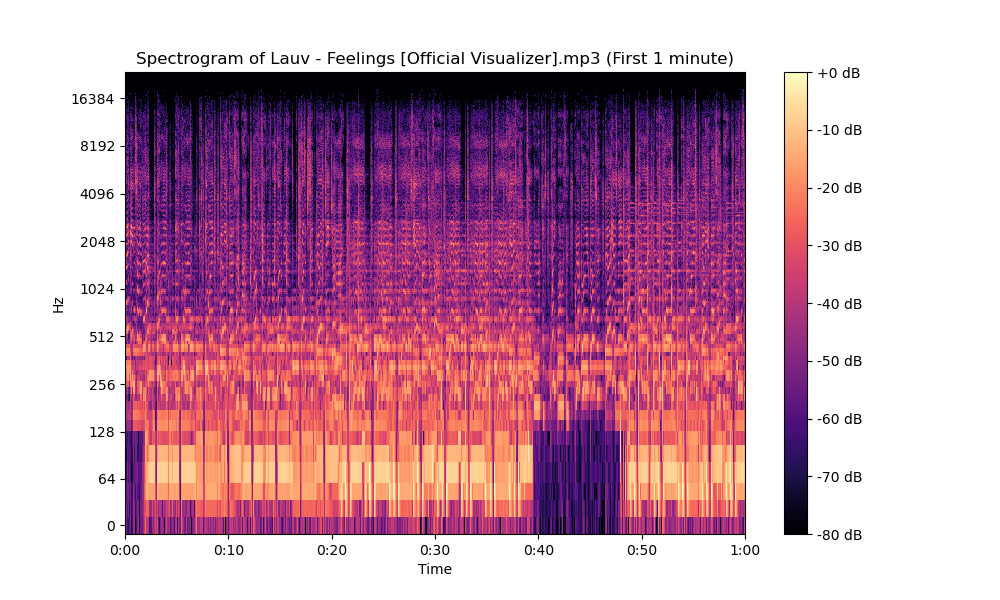 Spectrogram of Lauv - Feelings [Official Visualizer].mp3 (First 1 minute)
Hz
16384
8192
4096
2048
1024
512
256
128
64
0
0:00 0:10 0:20 0:30 0:40 0:50 1:00
Time
+0 dB
-10 dB
-20 dB
-30 dB
-40 dB
-50 dB
-60 dB
-70 dB
-80 dB